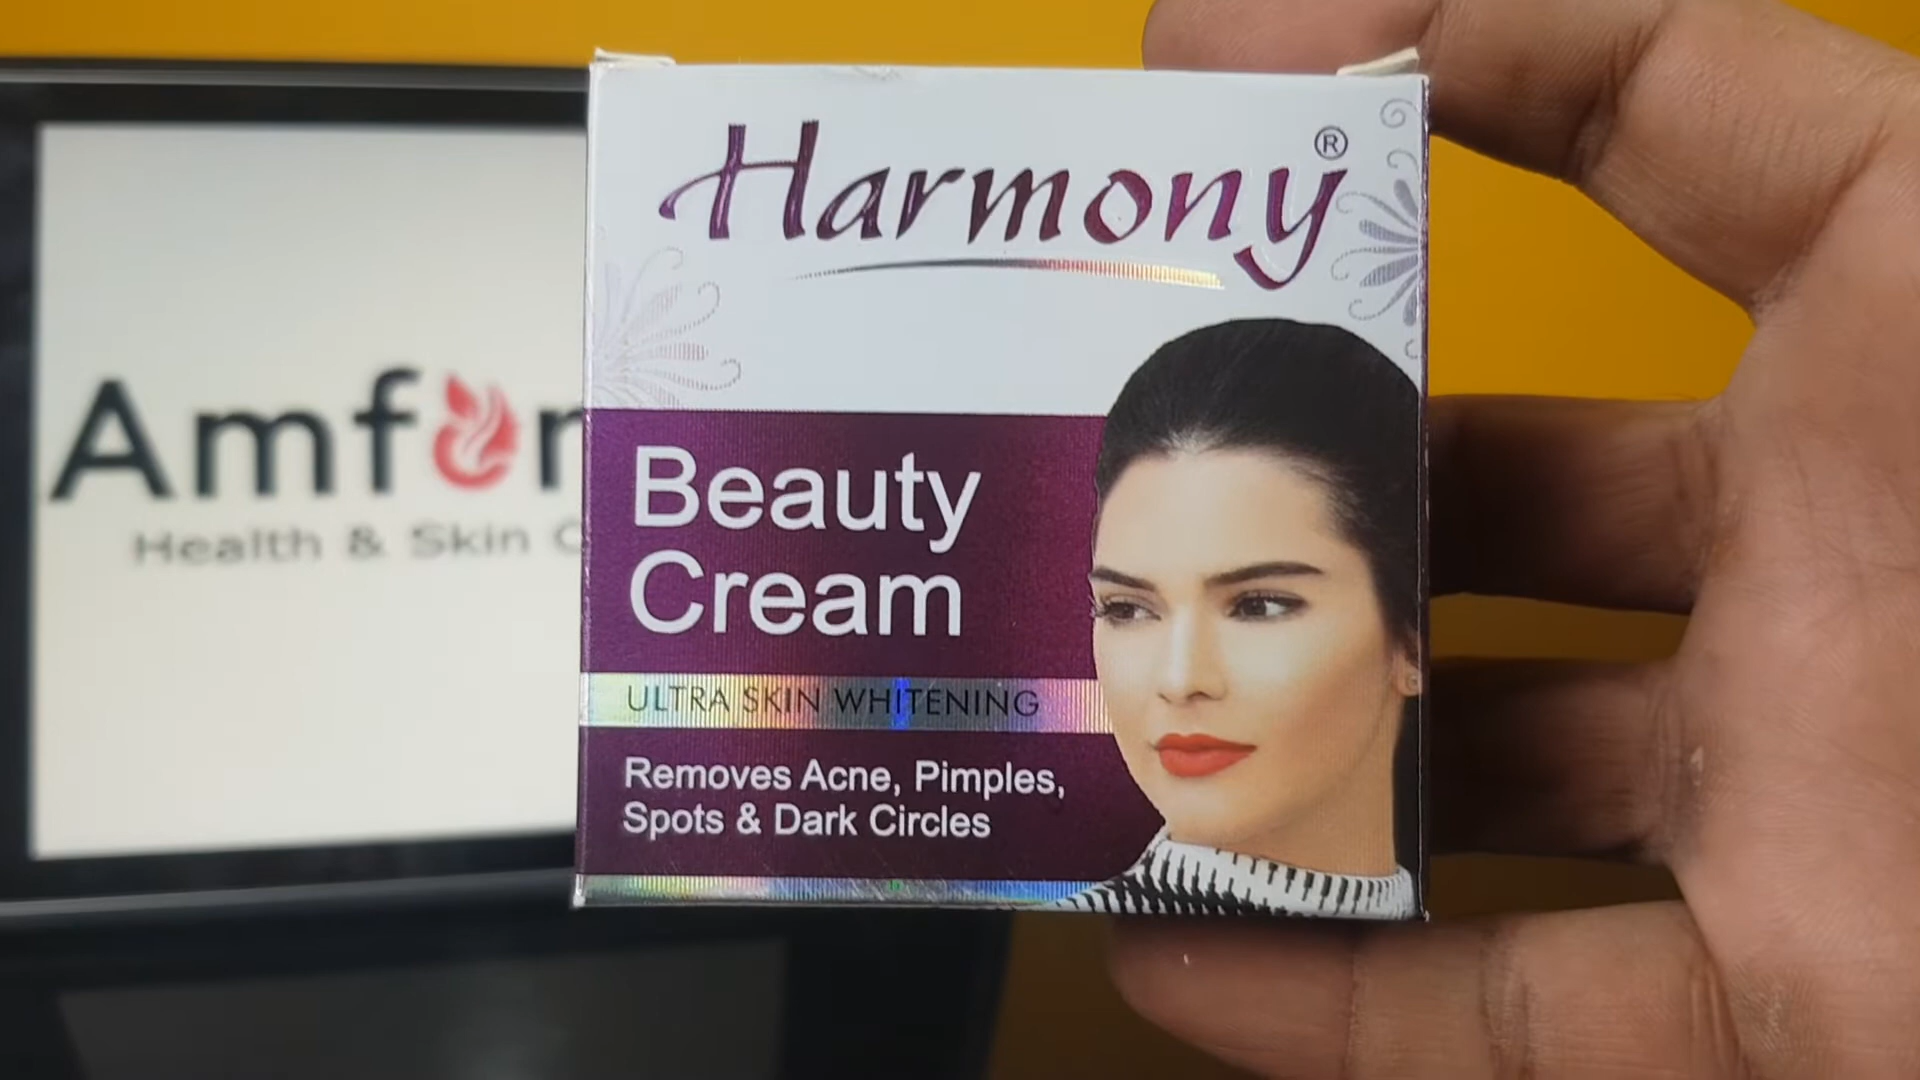 Harmony®
Beauty
Cream
ULTRA SKIN WHITENING
Removes Acne, Pimples,
Spots & Dark Circles
Health & Skin